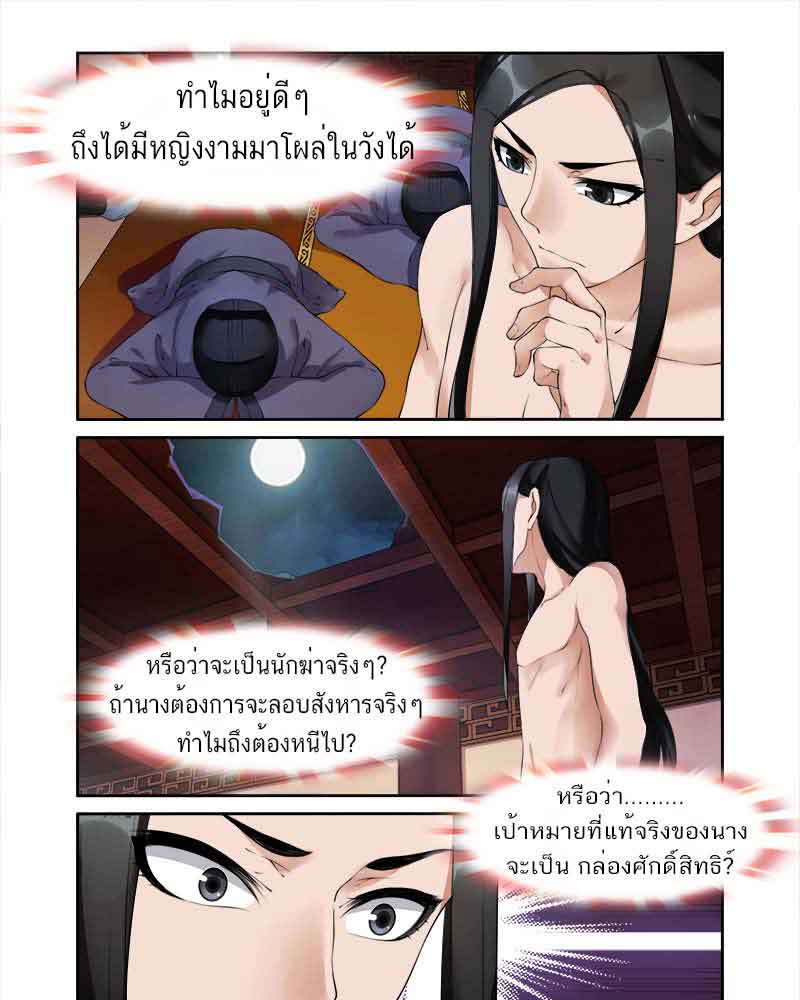 ทำไมอยู่ดีๆ
ถึงได้มีหญิงงามมาโผล่ในวังได้
หรือว่าจะเป็นนักฆ่าจริงๆ?
ถ้านางต้องการจะลอบสังหารจริงๆ
ทำไมถึงต้องหนีไป?
หรือว่า.........
เป้าหมายที่แท้จริงของนาง
จะเป็น กล่องศักดิ์สิทธิ์?